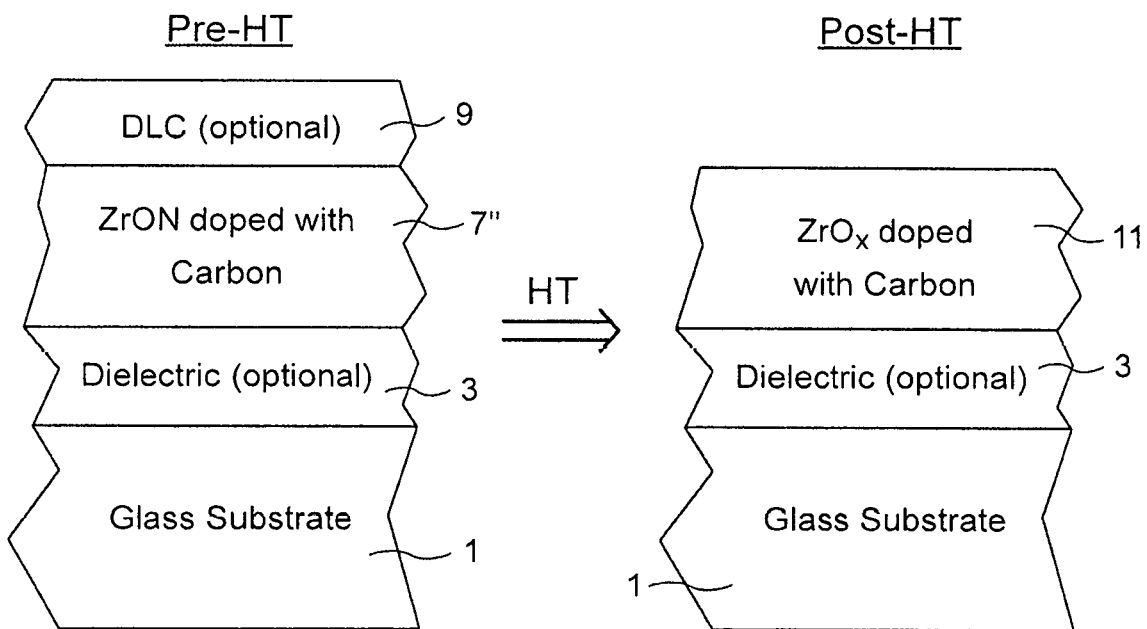 Pre-HT
DLC (optional)
9
ZrON doped with
Carbon
7"
Dielectric (optional)
3
Glass Substrate
1
HT
Post-HT
ZrOₓ doped
with Carbon
11
Dielectric (optional)
3
Glass Substrate
1